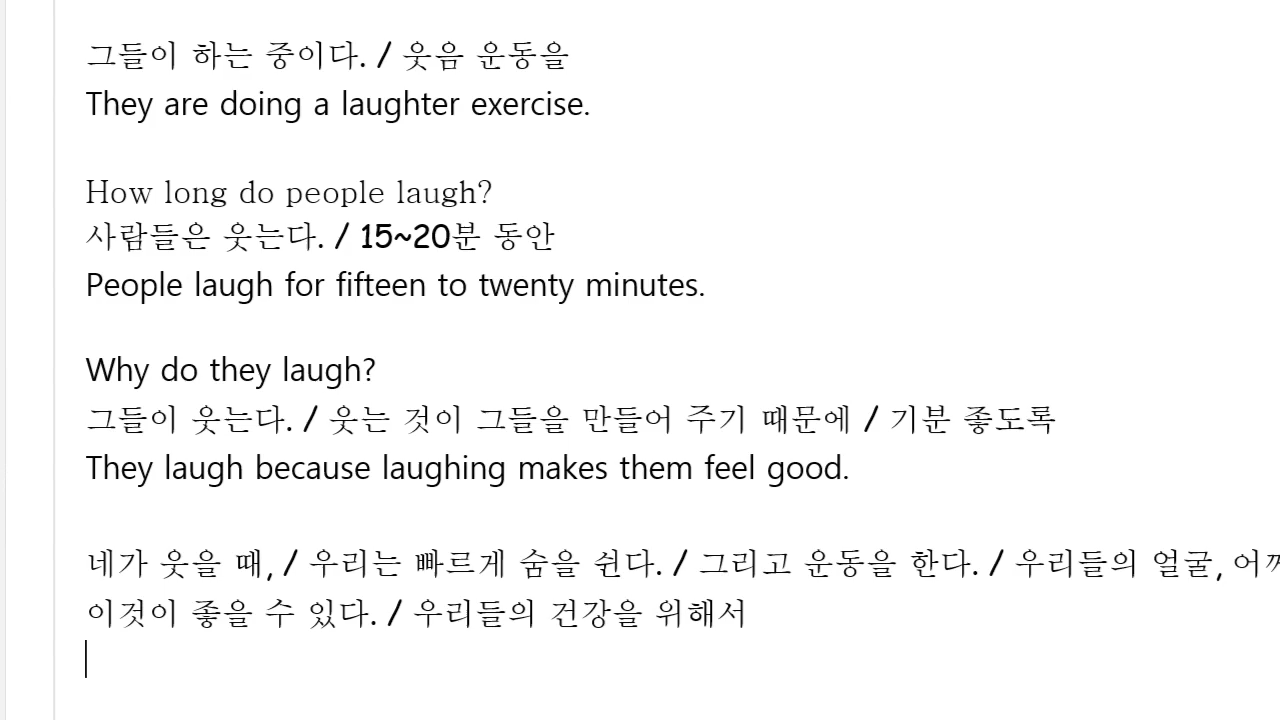 그들이 하는 중이다. / 웃음 운동을
They are doing a laughter exercise.
How long do people laugh?
사람들은 웃는다. / 15~20분 동안
People laugh for fifteen to twenty minutes.
Why do they laugh?
그들이 웃는다. / 웃는 것이 그들을 만들어 주기 때문에 / 기분 좋도록
They laugh because laughing makes them feel good.
네가 웃을 때, / 우리는 빠르게 숨을 쉰다. / 그리고 운동을 한다. / 우리들의 얼굴,
이것이 좋을 수 있다. / 우리들의 건강을 위해서